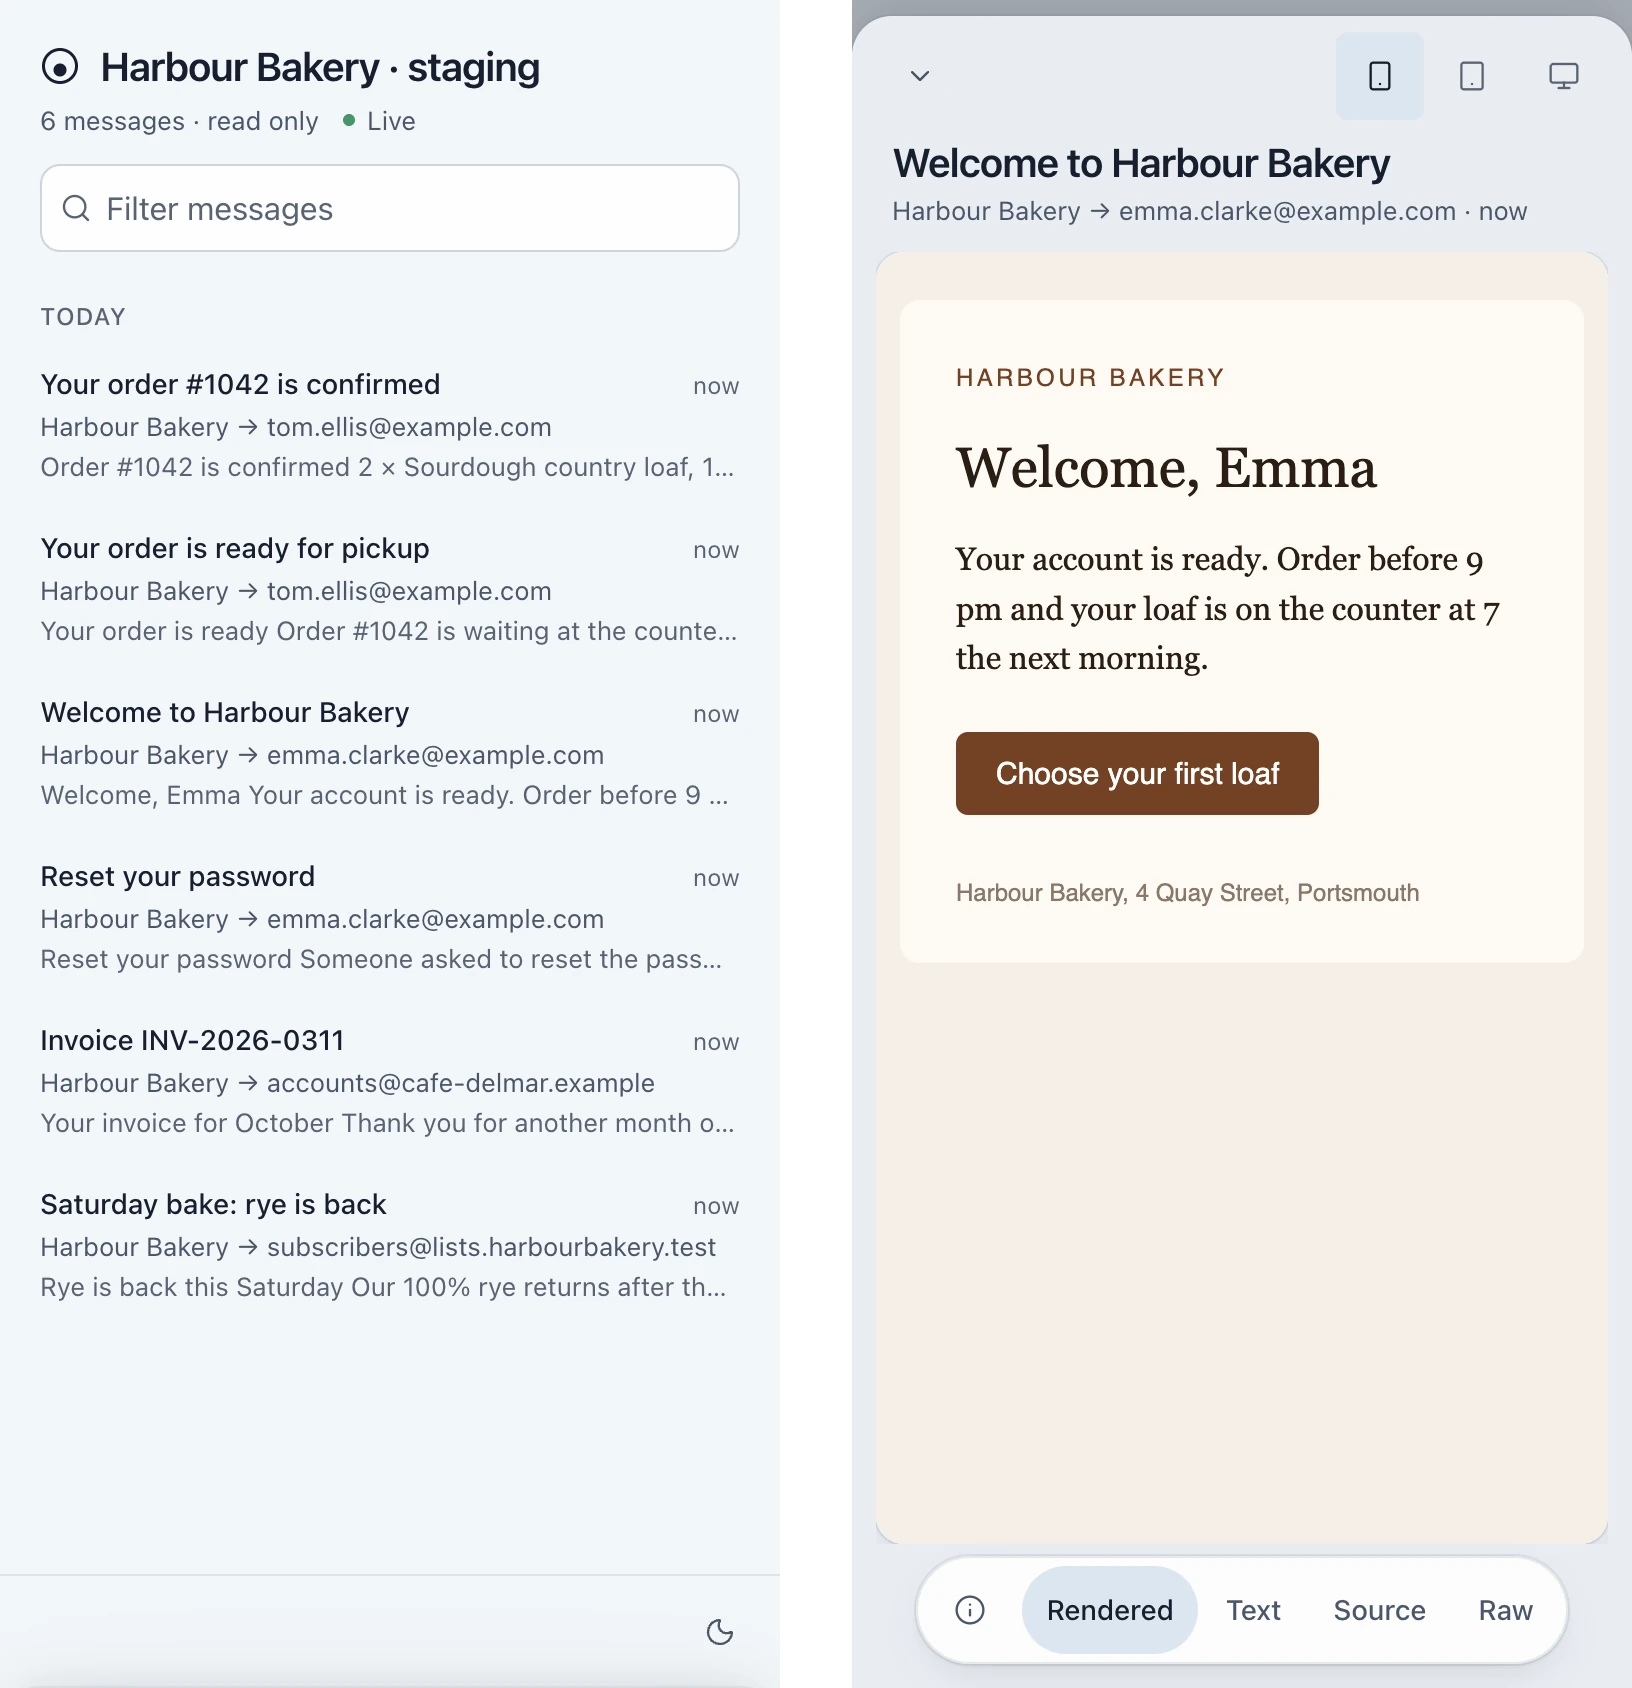 Harbour Bakery · staging
6 messages · read only Live
Filter messages
TODAY
Your order #1042 is confirmed now
Harbour Bakery → tom.ellis@example.com
Order #1042 is confirmed 2 × Sourdough country loaf, 1...
Your order is ready for pickup now
Harbour Bakery → tom.ellis@example.com
Your order is ready Order #1042 is waiting at the counte...
Welcome to Harbour Bakery now
Harbour Bakery → emma.clarke@example.com
Welcome, Emma Your account is ready. Order before 9 ...
Reset your password now
Harbour Bakery → emma.clarke@example.com
Reset your password Someone asked to reset the pass...
Invoice INV-2026-0311 now
Harbour Bakery → accounts@cafe-delmar.example
Your invoice for October Thank you for another month o...
Saturday bake: rye is back now
Harbour Bakery → subscribers@lists.harbourbakery.test
Rye is back this Saturday Our 100% rye returns after th...
Welcome to Harbour Bakery
Harbour Bakery → emma.clarke@example.com · now
HARBOUR BAKERY
Welcome, Emma
Your account is ready. Order before 9
pm and your loaf is on the counter at 7
the next morning.
Choose your first loaf
Harbour Bakery, 4 Quay Street, Portsmouth
Rendered Text Source Raw